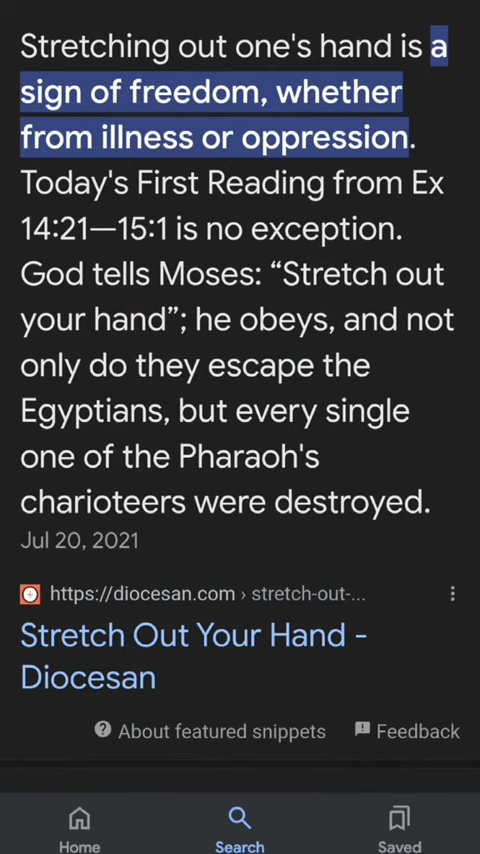 Stretching out one's hand is a
sign of freedom, whether
from illness or oppression.
Today's First Reading from Ex
14:21—15:1 is no exception.
God tells Moses: “Stretch out
your hand”; he obeys, and not
only do they escape the
Egyptians, but every single
one of the Pharaoh's
charioteers were destroyed.
Jul 20, 2021
https://diocesan.com › stretch-out-...
Stretch Out Your Hand -
Diocesan
About featured snippets Feedback
Home Search Saved